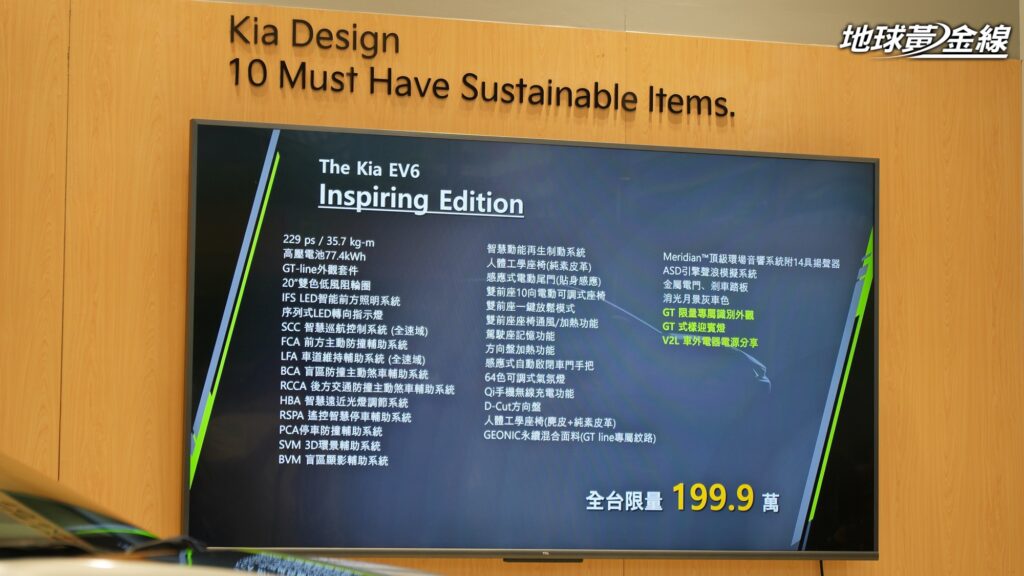 Kia Design
10 Must Have Sustainable Items.
地球黃金線
The Kia EV6
Inspiring Edition
229 ps / 35.7 kg-m
高壓電池77.4kWh
GT-line外觀套件
20"雙色低風阻輪圈
IFS LED智能前方照明系統
序列式LED轉向指示燈
SCC 智慧巡航控制系統 (全速域)
FCA 前方主動防撞輔助系統
LFA 車道維持輔助系統 (全速域)
BCA 盲區防撞主動煞車輔助系統
RCCA 後方交通防撞主動煞車輔助系統
HBA 智慧遠近光燈調節系統
RSPA 遙控智慧停車輔助系統
PCA停車防撞輔助系統
SVM 3D環景輔助系統
BVM 盲區顯影輔助系統
智慧動能再生制動系統
人體工學座椅(純素皮革)
感應式電動尾門(貼身感應)
雙前座10向電動可調式座椅
雙前座一鍵放鬆模式
雙前座座椅通風/加熱功能
駕駛座記憶功能
方向盤加熱功能
感應式自動啟閉車門手把
64色可調式氣氛燈
Qi手機無線充電功能
D-Cut方向盤
人體工學座椅(麂皮+純素皮革)
GEONIC永續混合面料(GT line專屬紋路)
Meridian™頂級環場音響系統附14具揚聲器
ASD引擎聲浪模擬系統
金屬電門、剎車踏板
消光月景灰車色
GT 限量專屬識別外觀
GT 式樣迎賓燈
V2L 車外電器電源分享
全台限量 199.9 萬
TCL